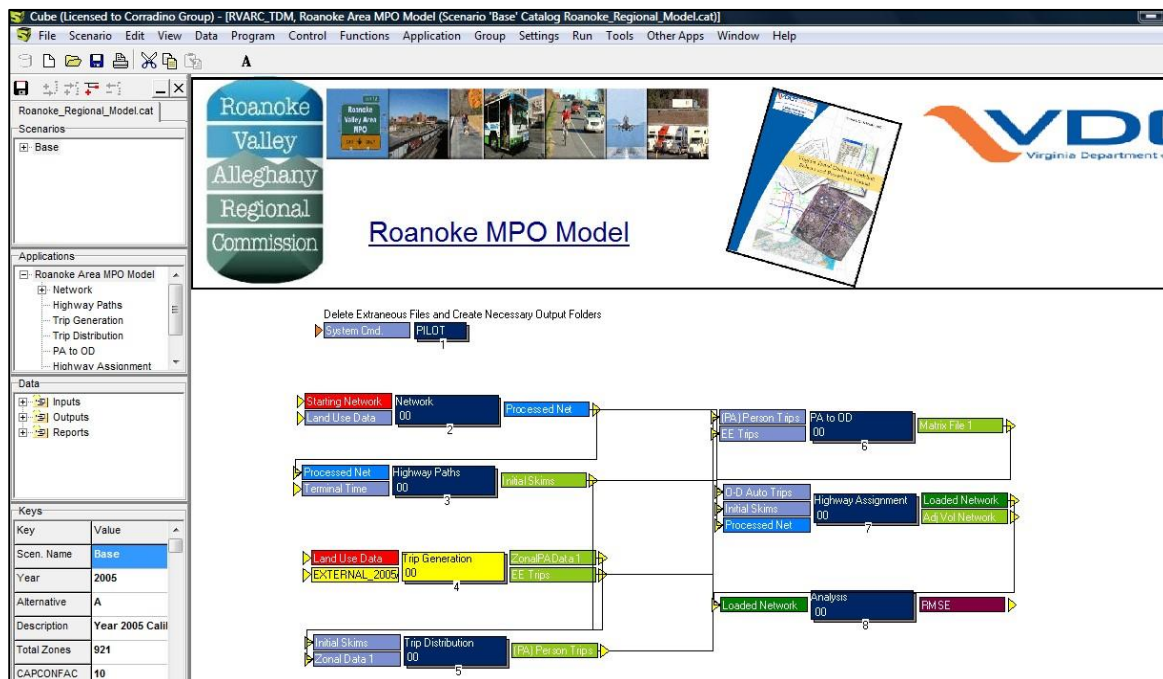 Cube (Licensed to Corradino Group) - [RVARC_TDM, Roanoke Area MPO Model (Scenario 'Base' Catalog Roanoke_Regional_Model.cat)]
File Scenario Edit View Data Program Control Functions Application Group Settings Run Tools Other Apps Window Help
A
Roanoke_Regional_Model.cat
Scenarios
Base
Applications
Roanoke Area MPO Model
Network
Highway Paths
Trip Generation
Trip Distribution
PA to OD
Highway Assignment
Data
Inputs
Outputs
Reports
Keys
Key Value
Scen. Name Base
Year 2005
Alternative A
Description Year 2005 Cali
Total Zones 921
CAPCONFAC 10
Roanoke
Valley
Alleghany
Regional
Commission
Roanoke
Valley Area
MPO
Roanoke MPO Model
VDO
Virginia Department
Delete Extraneous Files and Create Necessary Output Folders
System Cmd. PILOT
1
Starting Network Network Processed Net
Land Use Data 00
2
Processed Net Highway Paths Initial Skims
Terminal Time 00
3
Land Use Data Trip Generation ZonalPAData 1
EXTERNAL_2005 00 EE Trips
4
Initial Skims Trip Distribution (PA) Person Trips
Zonal Data 1 00
5
(PA) Person Trips PA to OD Matrix File 1
EE Trips 00
6
O-D Auto Trips Highway Assignment Loaded Network
Initial Skims 00 Adj Vol Network
Processed Net
7
Loaded Network Analysis RMSE
00
8